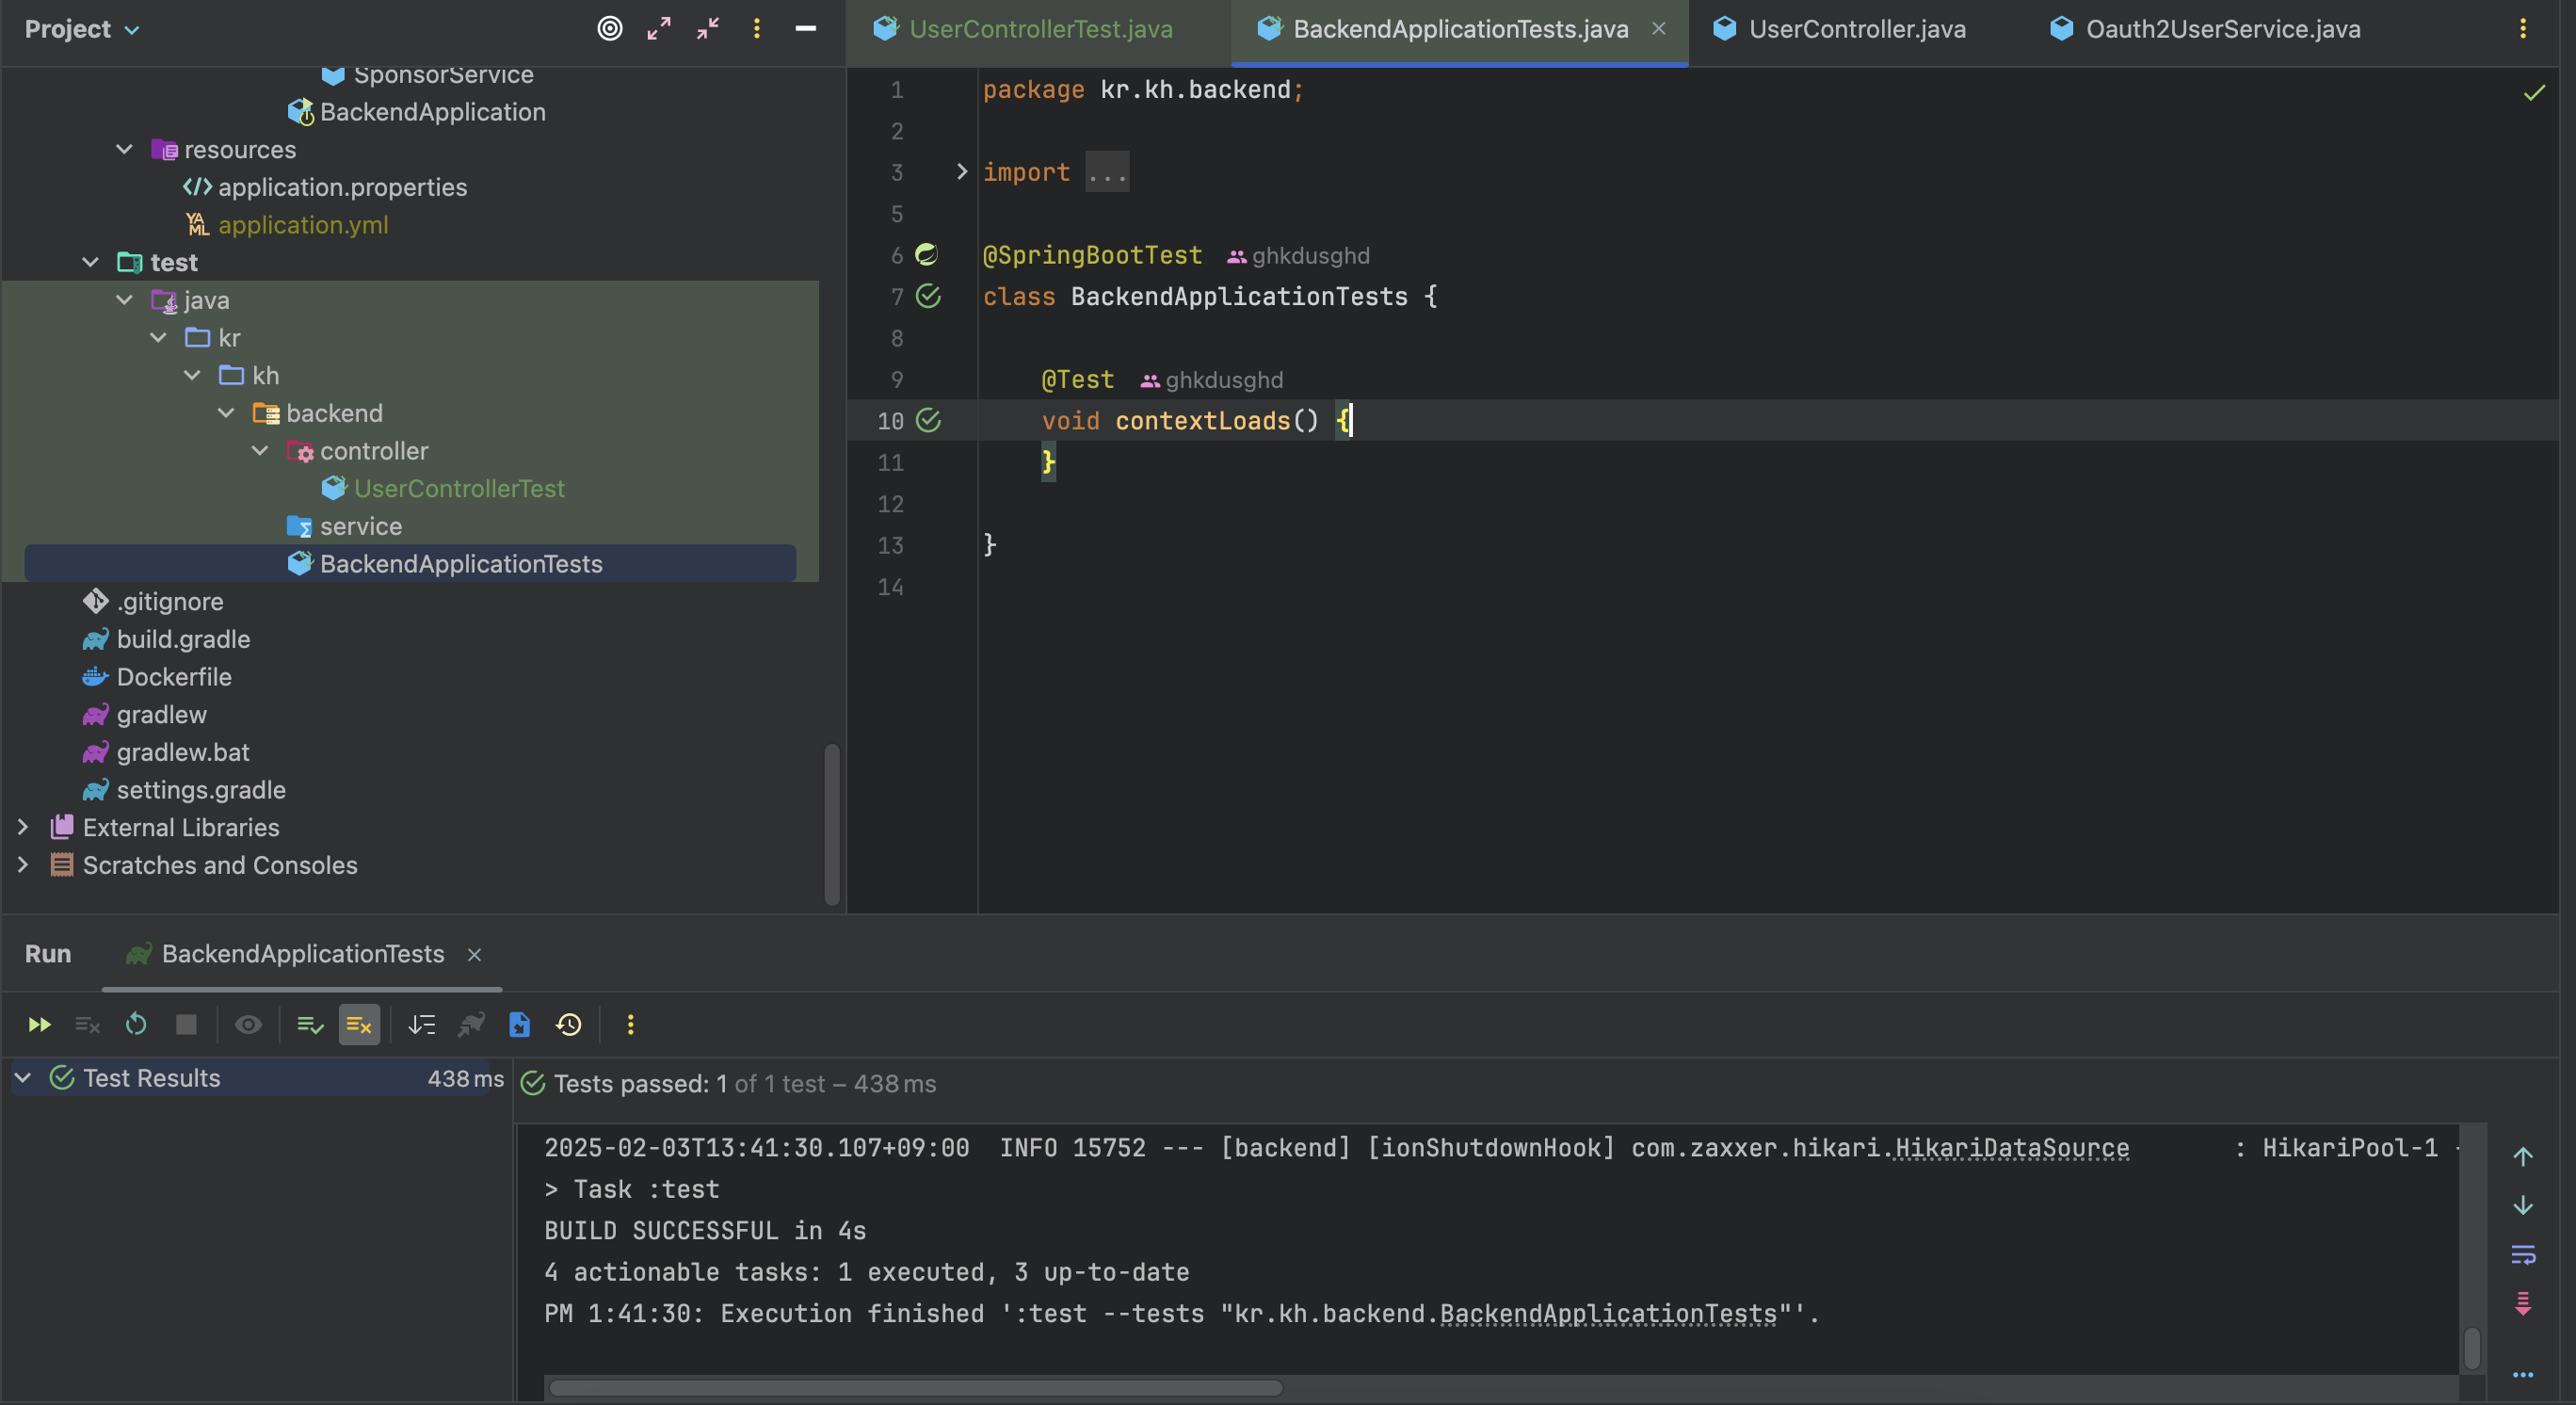 Project
UserControllerTest.java
BackendApplicationTests.java
UserController.java
Oauth2UserService.java
SponsorService
BackendApplication
resources
application.properties
application.yml
test
java
kr
kh
backend
controller
UserControllerTest
service
BackendApplicationTests
.gitignore
build.gradle
Dockerfile
gradlew
gradlew.bat
settings.gradle
External Libraries
Scratches and Consoles
1 package kr.kh.backend;
2
3 import ...
5
6 @SpringBootTest ghkdusghd
7 class BackendApplicationTests {
8
9 @Test ghkdusghd
10 void contextLoads() {
11 }
12
13 }
14
Run BackendApplicationTests
Test Results 438 ms
Tests passed: 1 of 1 test – 438 ms
2025-02-03T13:41:30.107+09:00  INFO 15752 --- [backend] [ionShutdownHook] com.zaxxer.hikari.HikariDataSource       : HikariPool-1 -
> Task :test
BUILD SUCCESSFUL in 4s
4 actionable tasks: 1 executed, 3 up-to-date
PM 1:41:30: Execution finished ':test --tests "kr.kh.backend.BackendApplicationTests"'.